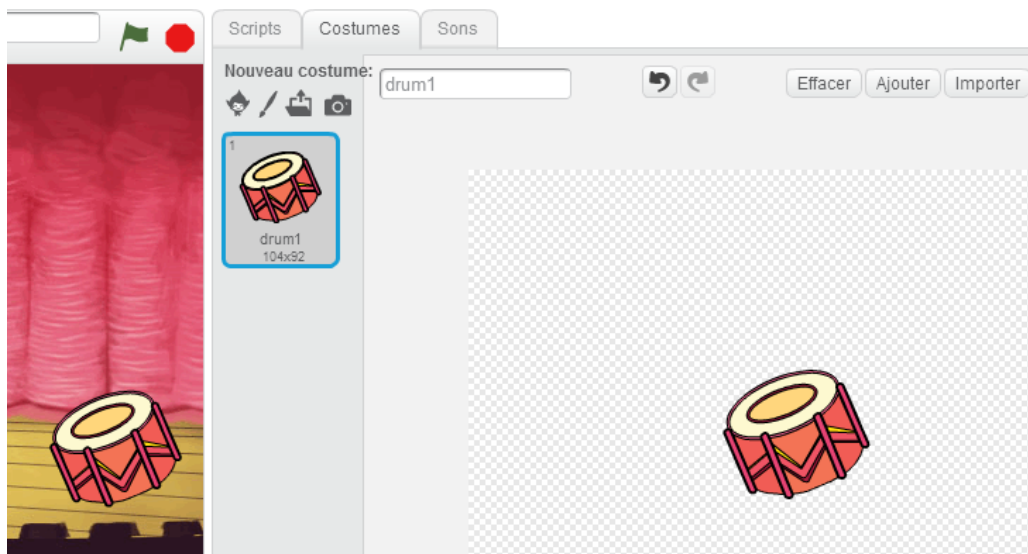 Scripts Costumes Sons
Nouveau costume:
drum1
Effacer Ajouter Importer
1
drum1
104x92